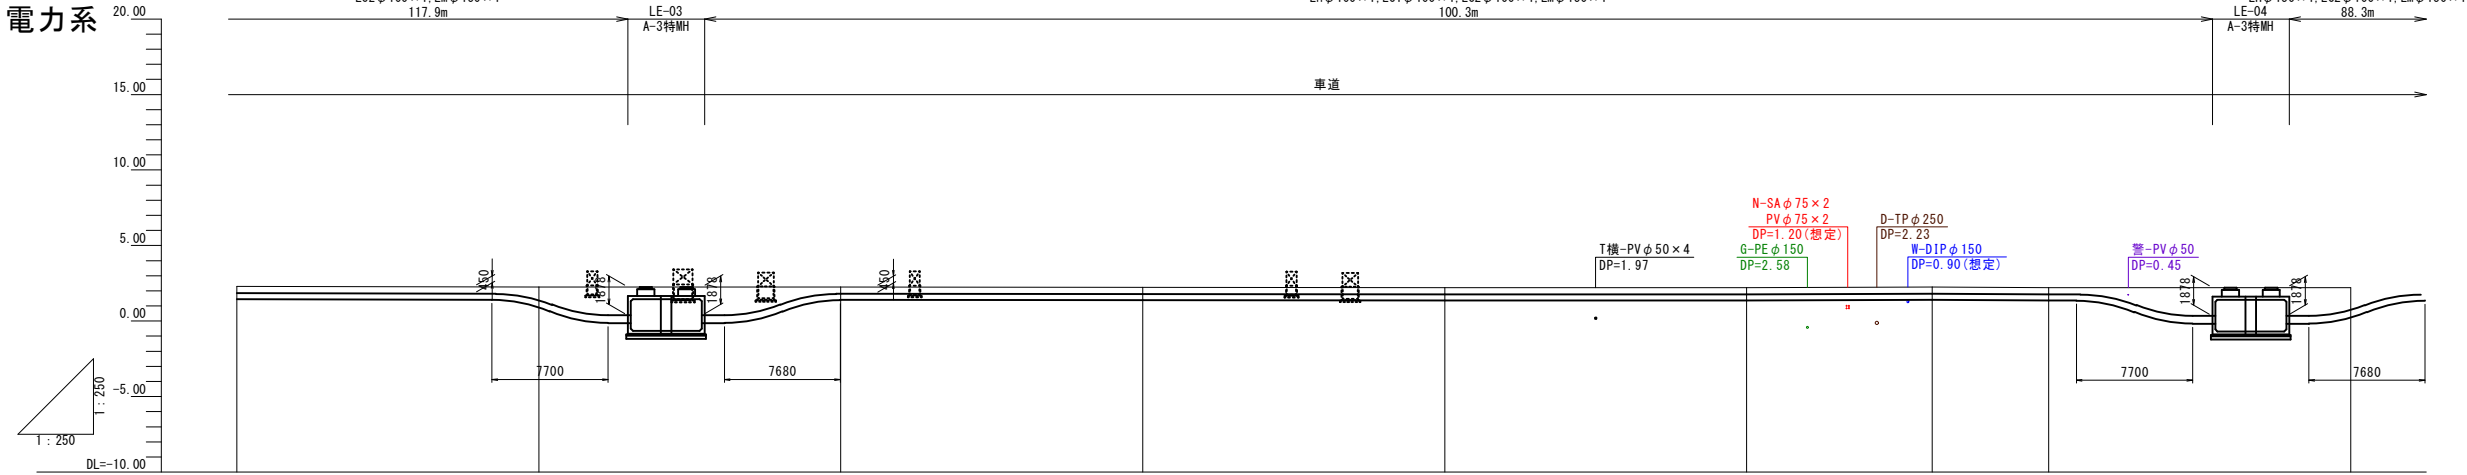 電力系
20.00
15.00
10.00
5.00
0.00
-5.00
DL=-10.00
1:250
1:250
117.9m
LE-03
A-3特MH
100.3m
LE-04
A-3特MH
88.3m
車道
450
1878
1878
450
7700
7680
T横-PVφ50×4
DP=1.97
N-SAφ75×2
PVφ75×2
DP=1.20(想定)
G-PEφ150
DP=2.58
D-TPφ250
DP=2.23
W-DIPφ150
DP=0.90(想定)
警-PVφ50
DP=0.45
1878
1878
7700
7680